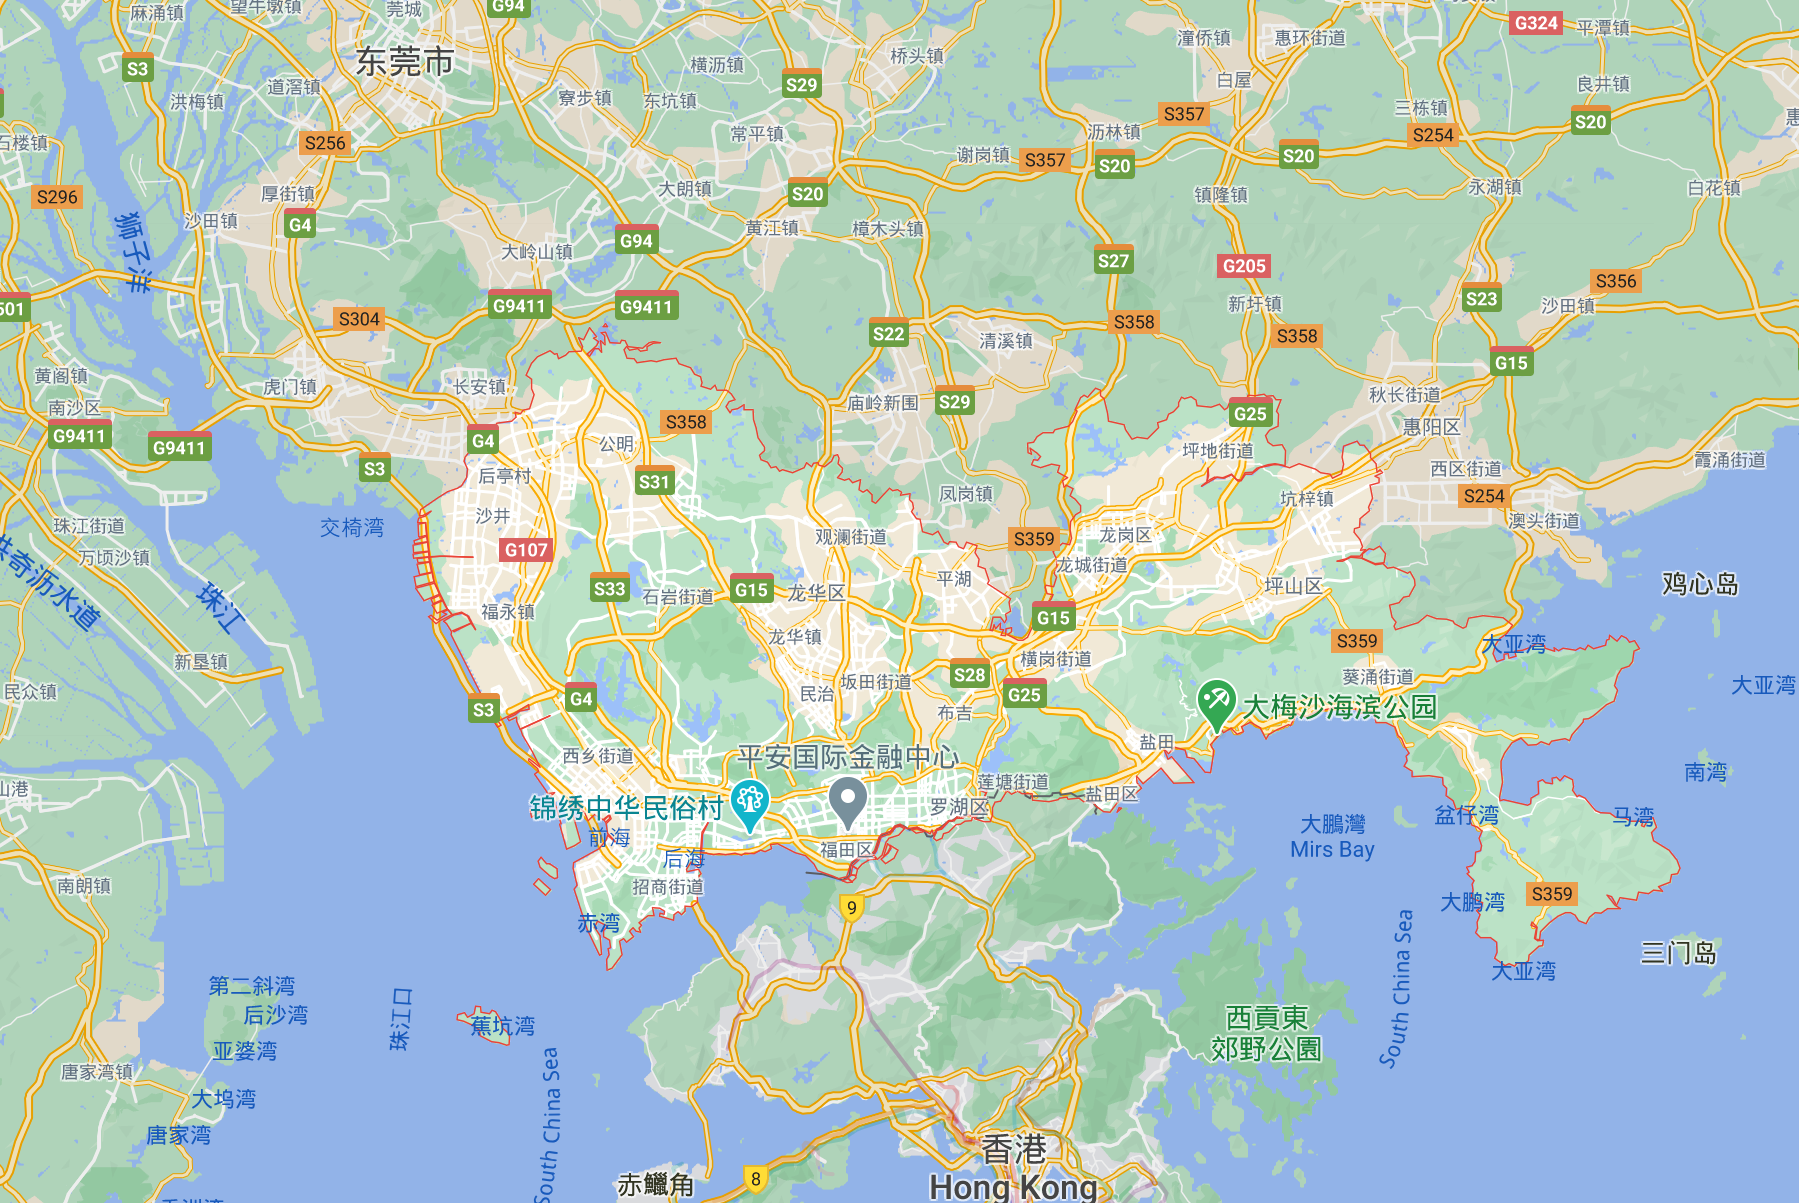 麻涌镇
望牛墩镇
莞城
G94
G324
平潭镇
东莞市
S3
道滘镇
洪梅镇
横沥镇
桥头镇
潼侨镇
惠环街道
S29
白屋
良井镇
寮步镇
东坑镇
三栋镇
S357
S20
石楼镇
S256
常平镇
沥林镇
S254
谢岗镇
S357
S20
S20
S296
厚街镇
大朗镇
S20
镇隆镇
永湖镇
白花镇
狮子洋
沙田镇
G4
G94
黄江镇
樟木头镇
大岭山镇
S27
G205
S356
501
G9411
G9411
新圩镇
S23
沙田镇
S304
S22
清溪镇
S358
S358
G15
黄阁镇
虎门镇
长安镇
南沙区
庙岭新围
S29
秋长街道
S358
G25
G9411
G9411
G4
公明
惠阳区
坪地街道
S3
后亭村
S31
西区街道
霞涌街道
凤岗镇
坑梓镇
S254
珠江街道
交椅湾
沙井
澳头街道
洪奇沥水道
万顷沙镇
G107
观澜街道
S359
龙岗区
龙城街道
平湖
珠江
S33
石岩街道
G15
龙华区
坪山区
鸡心岛
福永镇
G15
龙华镇
S359
大亚湾
新垦镇
横岗街道
民众镇
S28
葵涌街道
大亚湾
S3
G4
民治
坂田街道
G25
大梅沙海滨公园
布吉
盐田
西乡街道
平安国际金融中心
南湾
莲塘街道
盐田区
锦绣中华民俗村
罗湖区
前海
大鵬灣
Mirs Bay
盆仔湾
马湾
后海
福田区
南朗镇
招商街道
S359
大鹏湾
9
赤湾
South China Sea
三门岛
大亚湾
第二斜湾
后沙湾
珠江口
蕉坑湾
西貢東
郊野公園
亚婆湾
唐家湾镇
大坞湾
South China Sea
唐家湾
香港
Hong Kong
赤鱲角
8